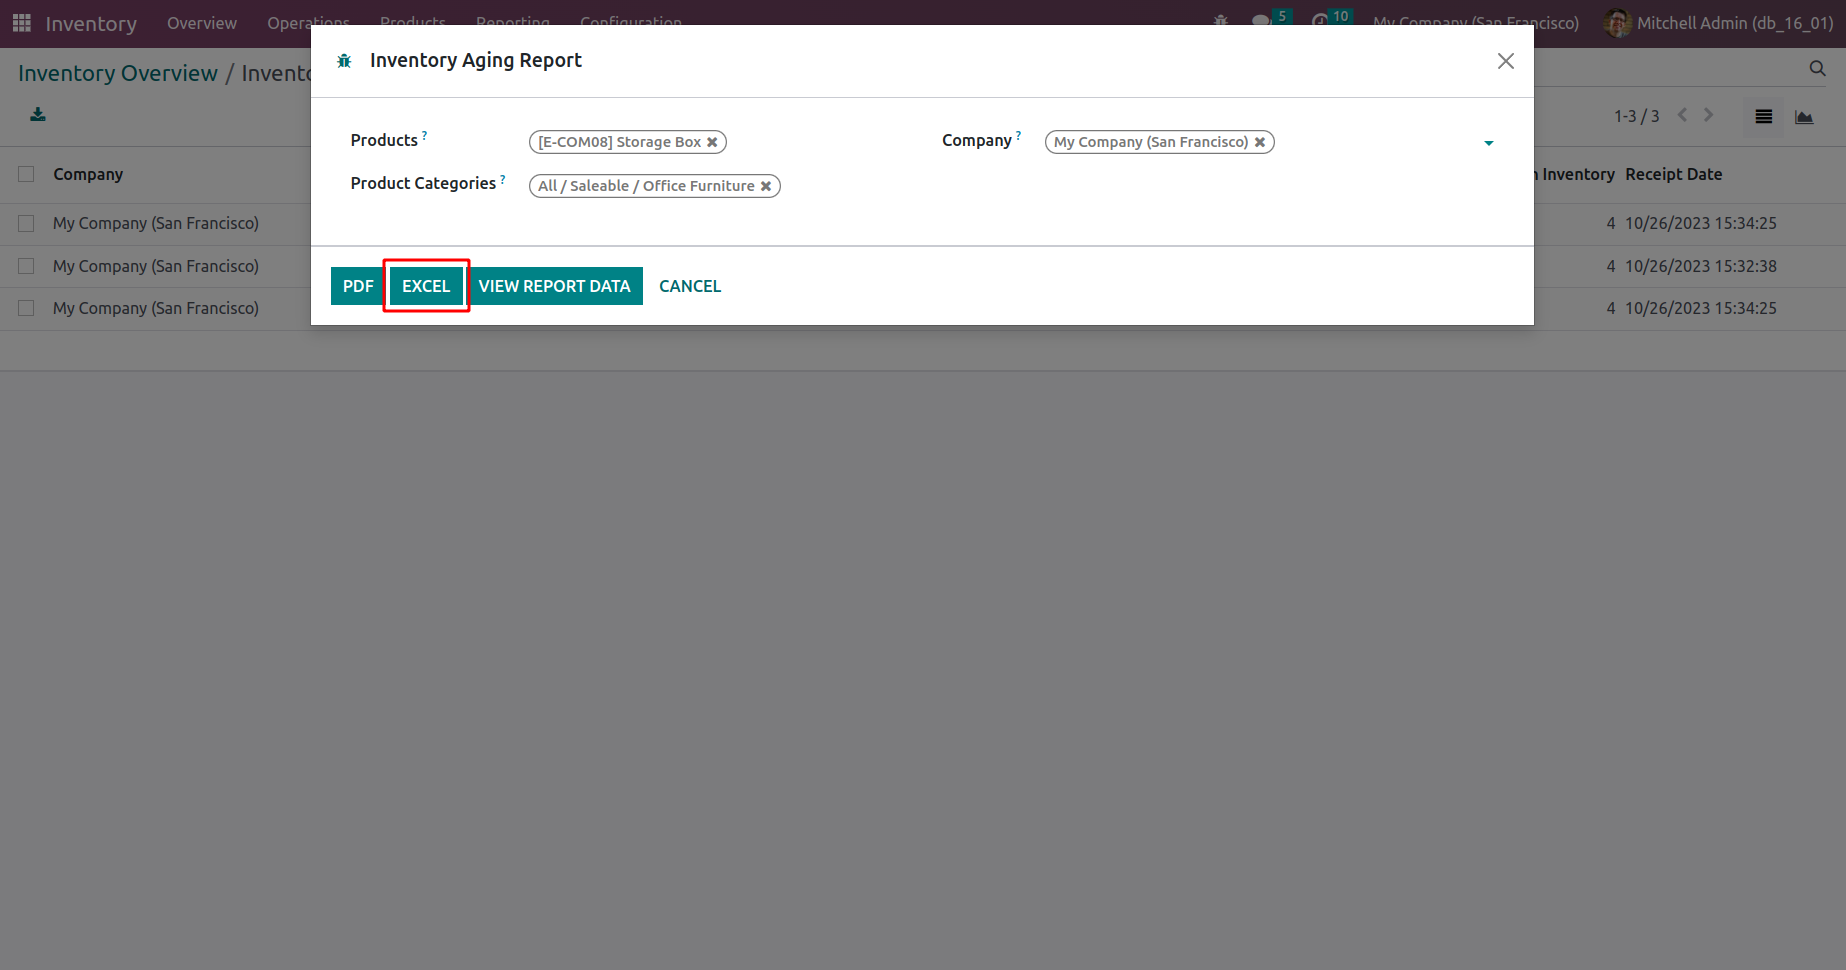 Inventory Overview Operations Products Reporting Configuration 5 10 My Company (San Francisco) Mitchell Admin (db_16_01)
Inventory Overview /
Inventory Aging Report
1-3 / 3
Products ? [E-COM08] Storage Box Company ? My Company (San Francisco)
Product Categories ? All / Saleable / Office Furniture
Company Inventory Receipt Date
My Company (San Francisco) 4 10/26/2023 15:34:25
My Company (San Francisco) 4 10/26/2023 15:32:38
My Company (San Francisco) 4 10/26/2023 15:34:25
PDF EXCEL VIEW REPORT DATA CANCEL